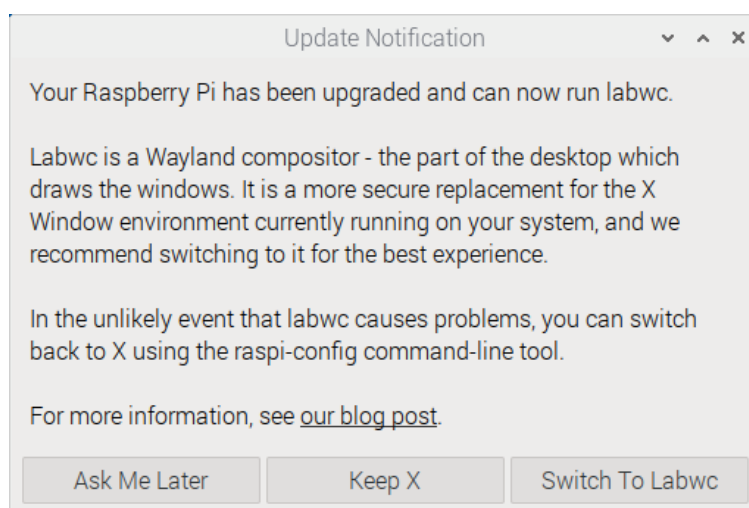 Update Notification
Your Raspberry Pi has been upgraded and can now run labwc.
Labwc is a Wayland compositor - the part of the desktop which
draws the windows. It is a more secure replacement for the X
Window environment currently running on your system, and we
recommend switching to it for the best experience.
In the unlikely event that labwc causes problems, you can switch
back to X using the raspi-config command-line tool.
For more information, see our blog post.
Ask Me Later
Keep X
Switch To Labwc